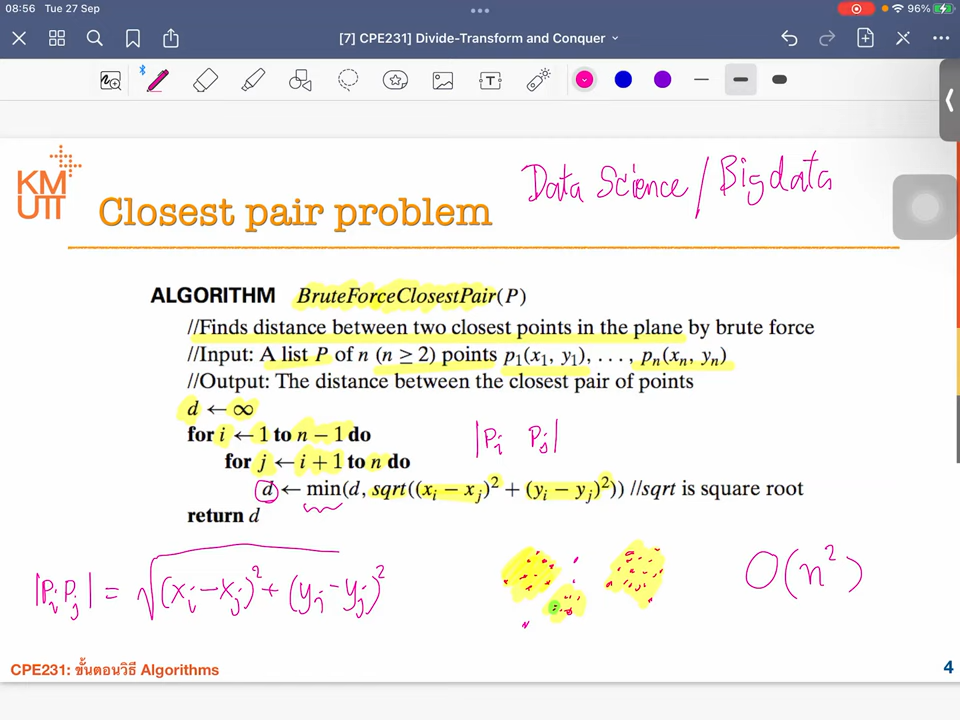 08:56 Tue 27 Sep
96%
[7] CPE231] Divide-Transform and Conquer
KM
UTT
Closest pair problem
Data Science / Bigdata
ALGORITHM BruteForceClosestPair(P)
//Finds distance between two closest points in the plane by brute force
//Input: A list P of n (n ≥ 2) points p₁(x₁, y₁), . . . , pₙ(xₙ, yₙ)
//Output: The distance between the closest pair of points
d ← ∞
for i ← 1 to n − 1 do
for j ← i + 1 to n do
|Pi Pj|
d ← min(d, sqrt((xᵢ − xⱼ)² + (yᵢ − yⱼ)²)) //sqrt is square root
return d
|Pi Pj| = √(xi−xj)²+(yi−yj)²
O(n²)
CPE231: ขั้นตอนวิธี Algorithms
4